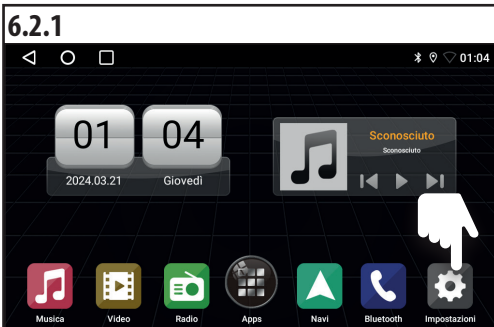 6.2.1
01:04
01 04
2024.03.21 Giovedì
Sconosciuto
Sconosciuto
Musica Video Radio Apps Navi Bluetooth Impostazioni